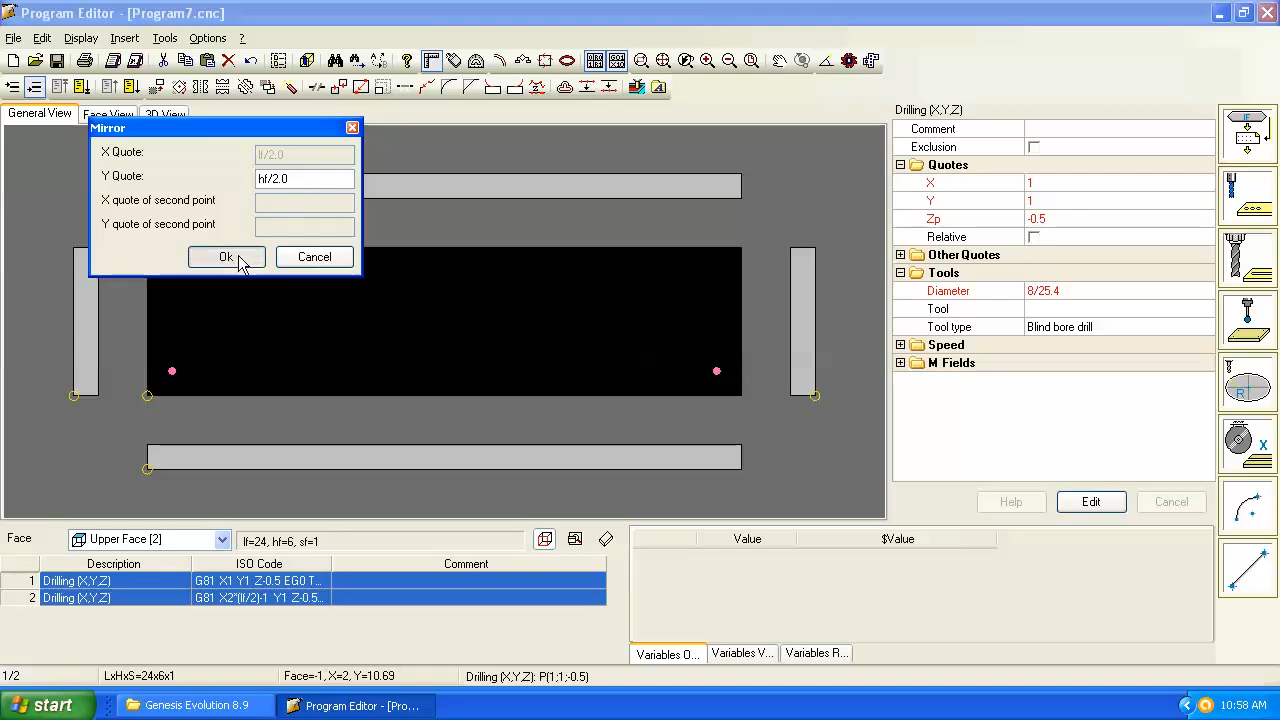 Program Editor - [Program7.cnc]
File Edit Display Insert Tools Options ?
General View Face View 3D View
Mirror
X Quote: lf/2.0
Y Quote: hf/2.0
X quote of second point
Y quote of second point
Ok Cancel
Drilling (X,Y,Z)
Comment
Exclusion
Quotes
X 1
Y 1
Zp -0.5
Relative
Other Quotes
Tools
Diameter 8/25.4
Tool
Tool type Blind bore drill
Speed
M Fields
IF
R
X
Help Edit Cancel
Face Upper Face [2] lf=24, hf=6, sf=1
Description ISO Code Comment
1 Drilling (X,Y,Z) G81 X1 Y1 Z-0.5 EG0 T...
2 Drilling (X,Y,Z) G81 X2*(lf/2)-1 Y1 Z-0.5...
Value $Value
Variables O... Variables V... Variables R...
1/2 LxHxS=24x6x1 Face=-1, X=2, Y=10.69 Drilling (X,Y,Z): P(1;1;-0.5)
start Genesis Evolution 8.9 Program Editor - [Pro... 10:58 AM